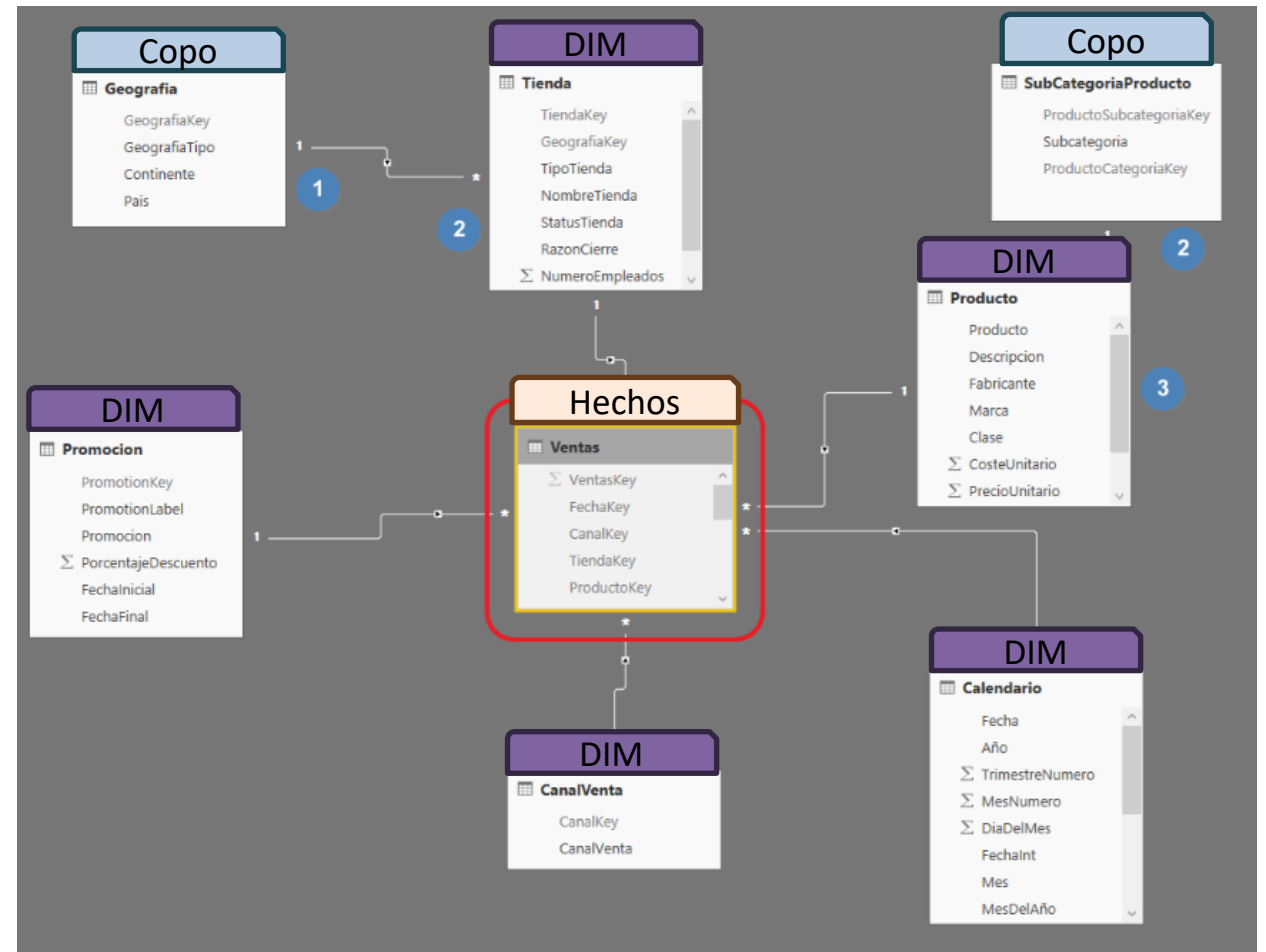 Copo
Geografia
GeografiaKey
GeografiaTipo
Continente
Pais
1
1
DIM
Tienda
TiendaKey
GeografiaKey
TipoTienda
NombreTienda
StatusTienda
RazonCierre
Σ NumeroEmpleados
*
2
1
Copo
SubCategoriaProducto
ProductoSubcategoriaKey
Subcategoria
ProductoCategoriaKey
1
2
DIM
Producto
Producto
Descripcion
Fabricante
Marca
Clase
Σ CosteUnitario
Σ PrecioUnitario
1
3
DIM
Promocion
PromotionKey
PromotionLabel
Promocion
Σ PorcentajeDescuento
FechaInicial
FechaFinal
1
Hechos
Ventas
Σ VentasKey
FechaKey
CanalKey
TiendaKey
ProductoKey
*
*
*
*
DIM
CanalVenta
CanalKey
CanalVenta
DIM
Calendario
Fecha
Año
Σ TrimestreNumero
Σ MesNumero
Σ DiaDelMes
FechaInt
Mes
MesDelAño